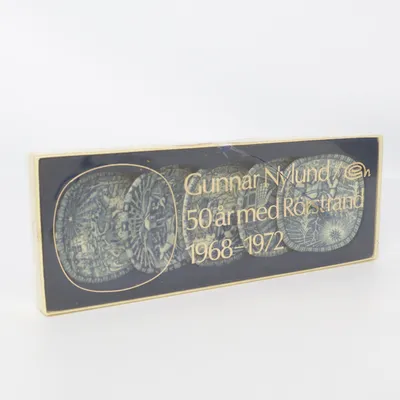 Gunnar Nylund
50 år med Rörstrand
1968–1972